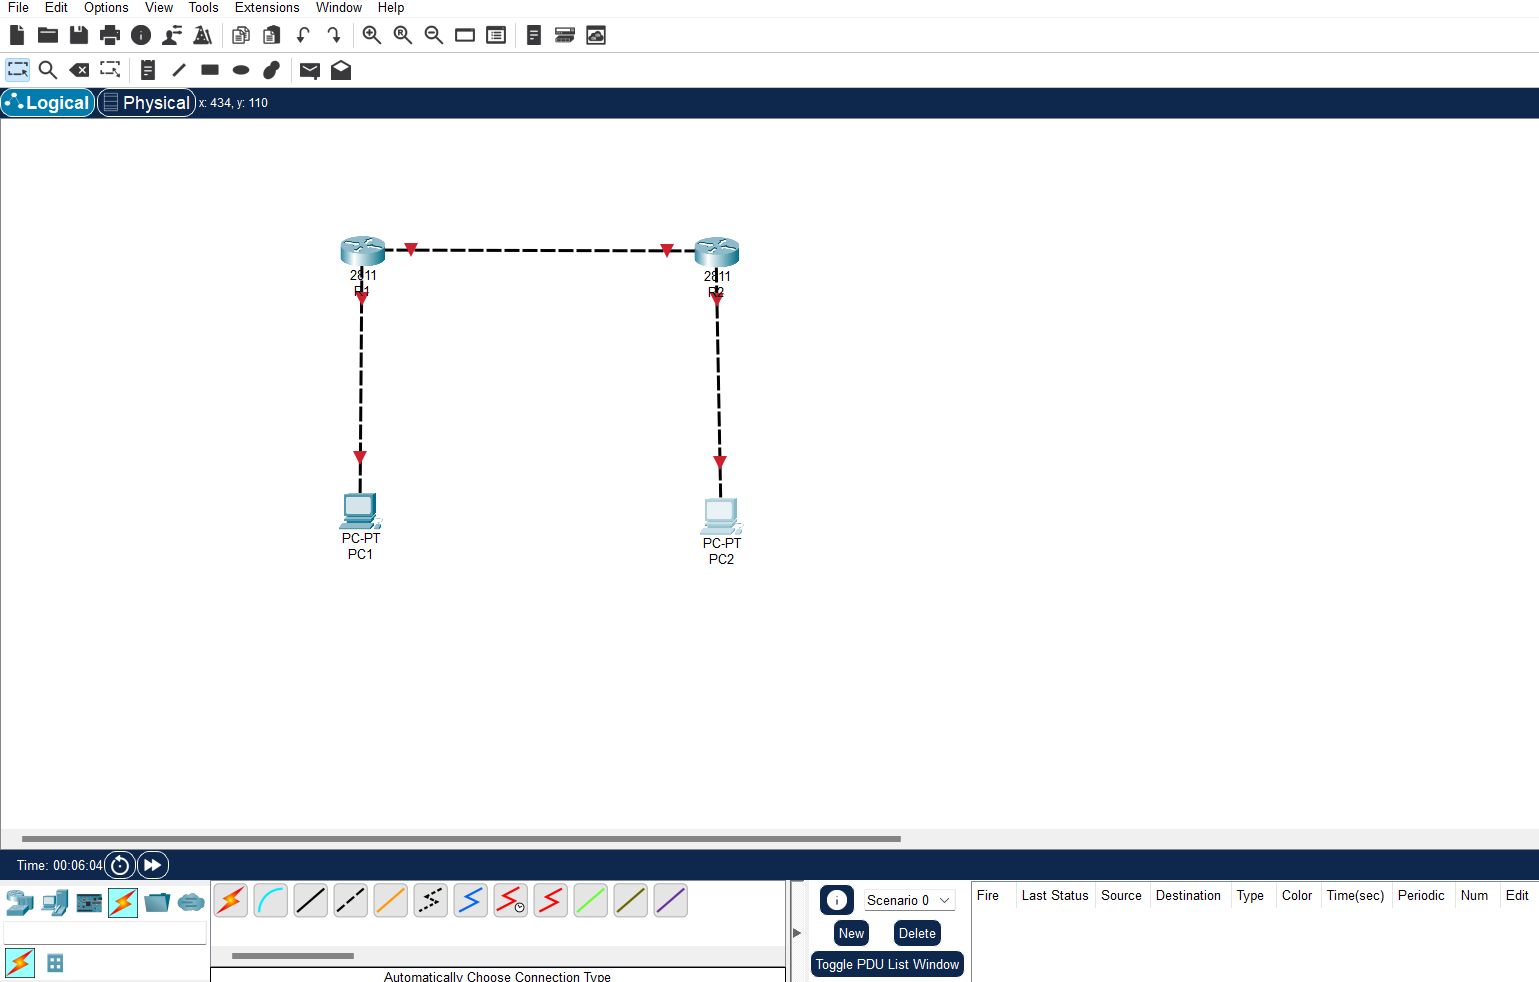 File Edit Options View Tools Extensions Window Help
Logical Physical x: 434, y: 110
2811
R1
2811
R2
PC-PT
PC1
PC-PT
PC2
Time: 00:06:04
Scenario 0
New Delete
Toggle PDU List Window
Fire Last Status Source Destination Type Color Time(sec) Periodic Num Edit
Automatically Choose Connection Type